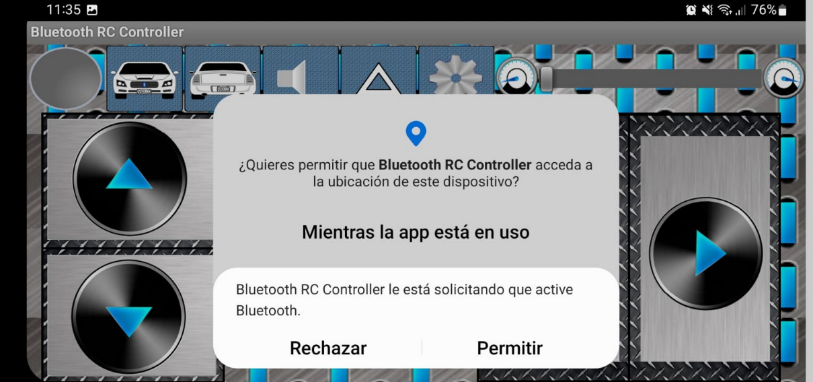 11:35
76%
Bluetooth RC Controller
¿Quieres permitir que Bluetooth RC Controller acceda a
la ubicación de este dispositivo?
Mientras la app está en uso
Bluetooth RC Controller le está solicitando que active
Bluetooth.
Rechazar Permitir